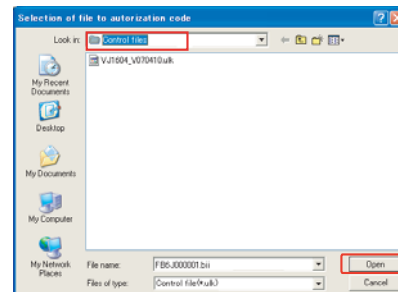 Selection of file to autorization code
Look in:
Control files
VJ1604_V070410.ulk
My Recent
Documents
Desktop
My Documents
My Computer
My Network
Places
File name:
FB6J000001.bii
Open
Files of type:
Control file(*.ulk)
Cancel